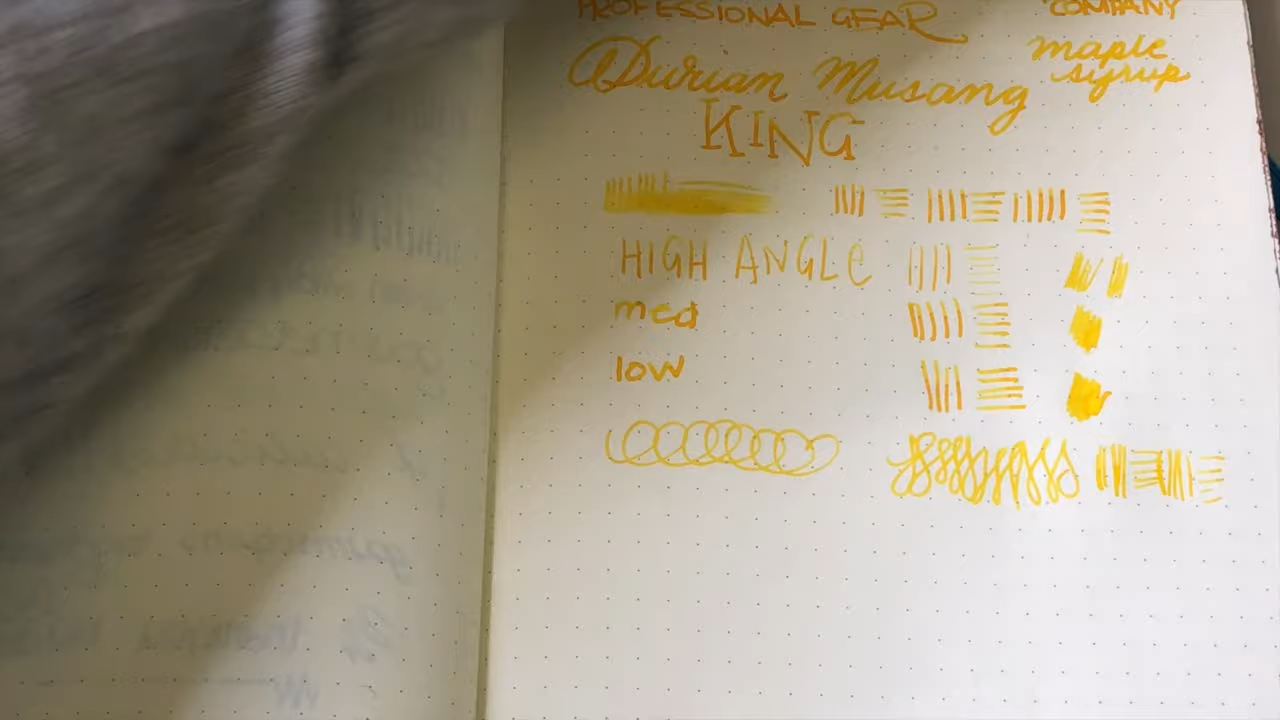 PROFESSIONAL GEAR
COMPANY
maple
syrup
Durian Musang
KING
HIGH ANGLE
med
low